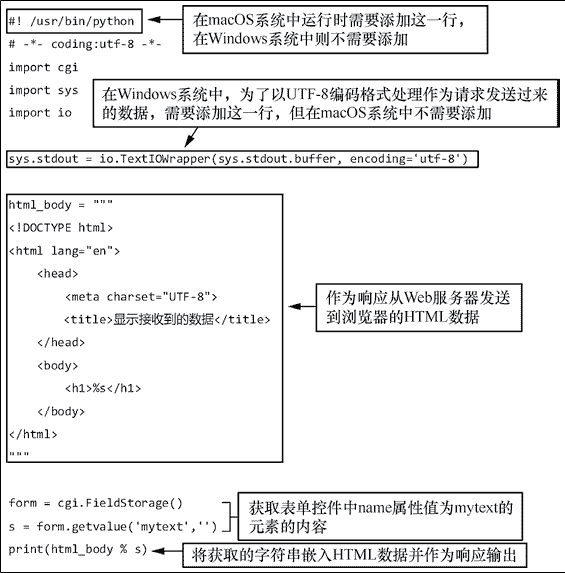 #! /usr/bin/python
在macOS系统中运行时需要添加这一行，
在Windows系统中则不需要添加
# -*- coding:utf-8 -*-
import cgi
import sys
import io
在Windows系统中，为了以UTF-8编码格式处理作为请求发送过来
的数据，需要添加这一行，但在macOS系统中不需要添加
sys.stdout = io.TextIOWrapper(sys.stdout.buffer, encoding='utf-8')
html_body = """
<!DOCTYPE html>
<html lang="en">
<head>
<meta charset="UTF-8">
<title>显示接收到的数据</title>
</head>
<body>
<h1>%s</h1>
</body>
</html>
"""
作为响应从Web服务器发送
到浏览器的HTML数据
form = cgi.FieldStorage()
s = form.getvalue('mytext','')
获取表单控件中name属性值为mytext的
元素的内容
print(html_body % s)
将获取的字符串嵌入HTML数据并作为响应输出